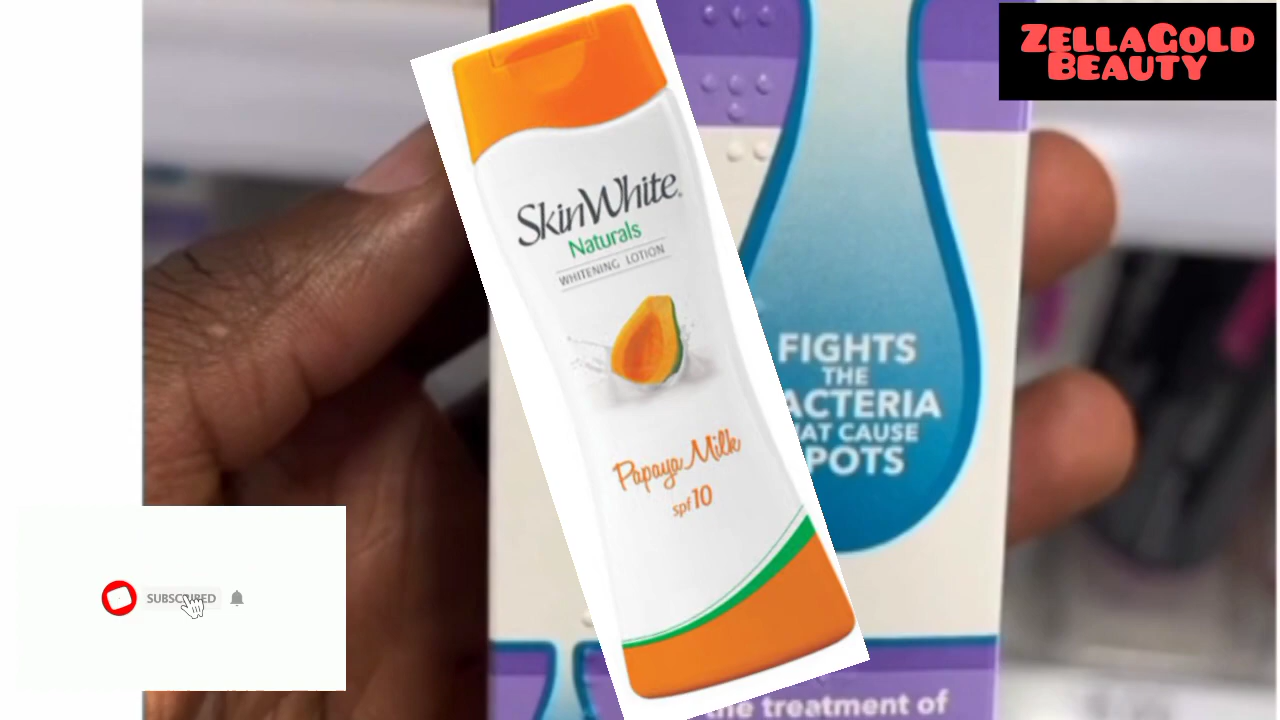 ZELLAGOLD
BEAUTY
SkinWhite
Naturals
WHITENING LOTION
Papaya Milk
spf10
FIGHTS
THE
ACTERIA
AT CAUSE
POTS
the treatment of
SUBSCRIBED